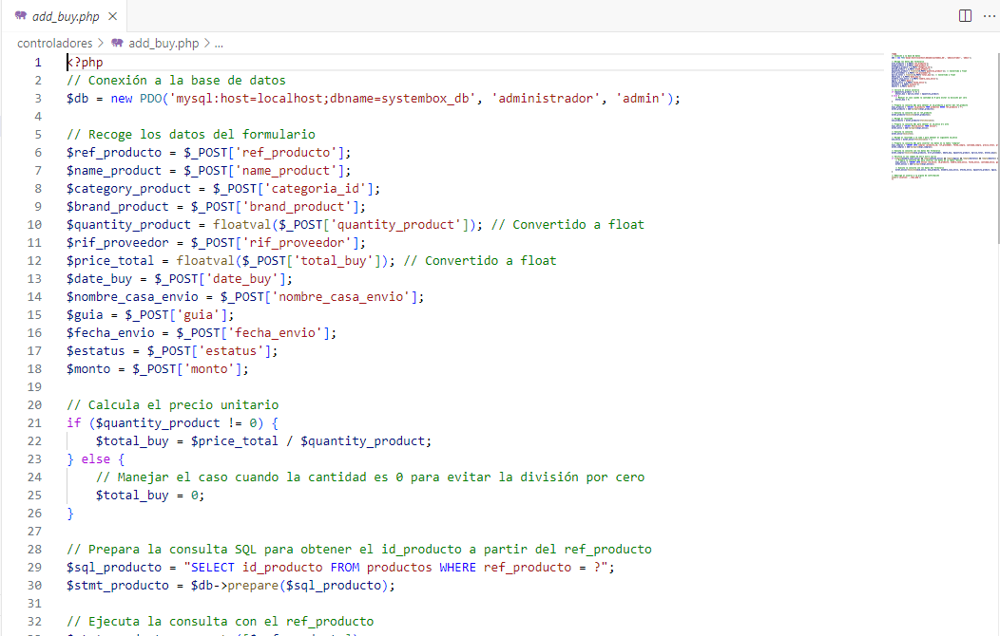 add_buy.php
controladores > add_buy.php > ...
1 <?php
2 // Conexión a la base de datos
3 $db = new PDO('mysql:host=localhost;dbname=systembox_db', 'administrador', 'admin');
4
5 // Recoge los datos del formulario
6 $ref_producto = $_POST['ref_producto'];
7 $name_product = $_POST['name_product'];
8 $category_product = $_POST['categoria_id'];
9 $brand_product = $_POST['brand_product'];
10 $quantity_product = floatval($_POST['quantity_product']); // Convertido a float
11 $rif_proveedor = $_POST['rif_proveedor'];
12 $price_total = floatval($_POST['total_buy']); // Convertido a float
13 $date_buy = $_POST['date_buy'];
14 $nombre_casa_envio = $_POST['nombre_casa_envio'];
15 $guia = $_POST['guia'];
16 $fecha_envio = $_POST['fecha_envio'];
17 $estatus = $_POST['estatus'];
18 $monto = $_POST['monto'];
19
20 // Calcula el precio unitario
21 if ($quantity_product != 0) {
22 $total_buy = $price_total / $quantity_product;
23 } else {
24 // Manejar el caso cuando la cantidad es 0 para evitar la división por cero
25 $total_buy = 0;
26 }
27
28 // Prepara la consulta SQL para obtener el id_producto a partir del ref_producto
29 $sql_producto = "SELECT id_producto FROM productos WHERE ref_producto = ?";
30 $stmt_producto = $db->prepare($sql_producto);
31
32 // Ejecuta la consulta con el ref_producto